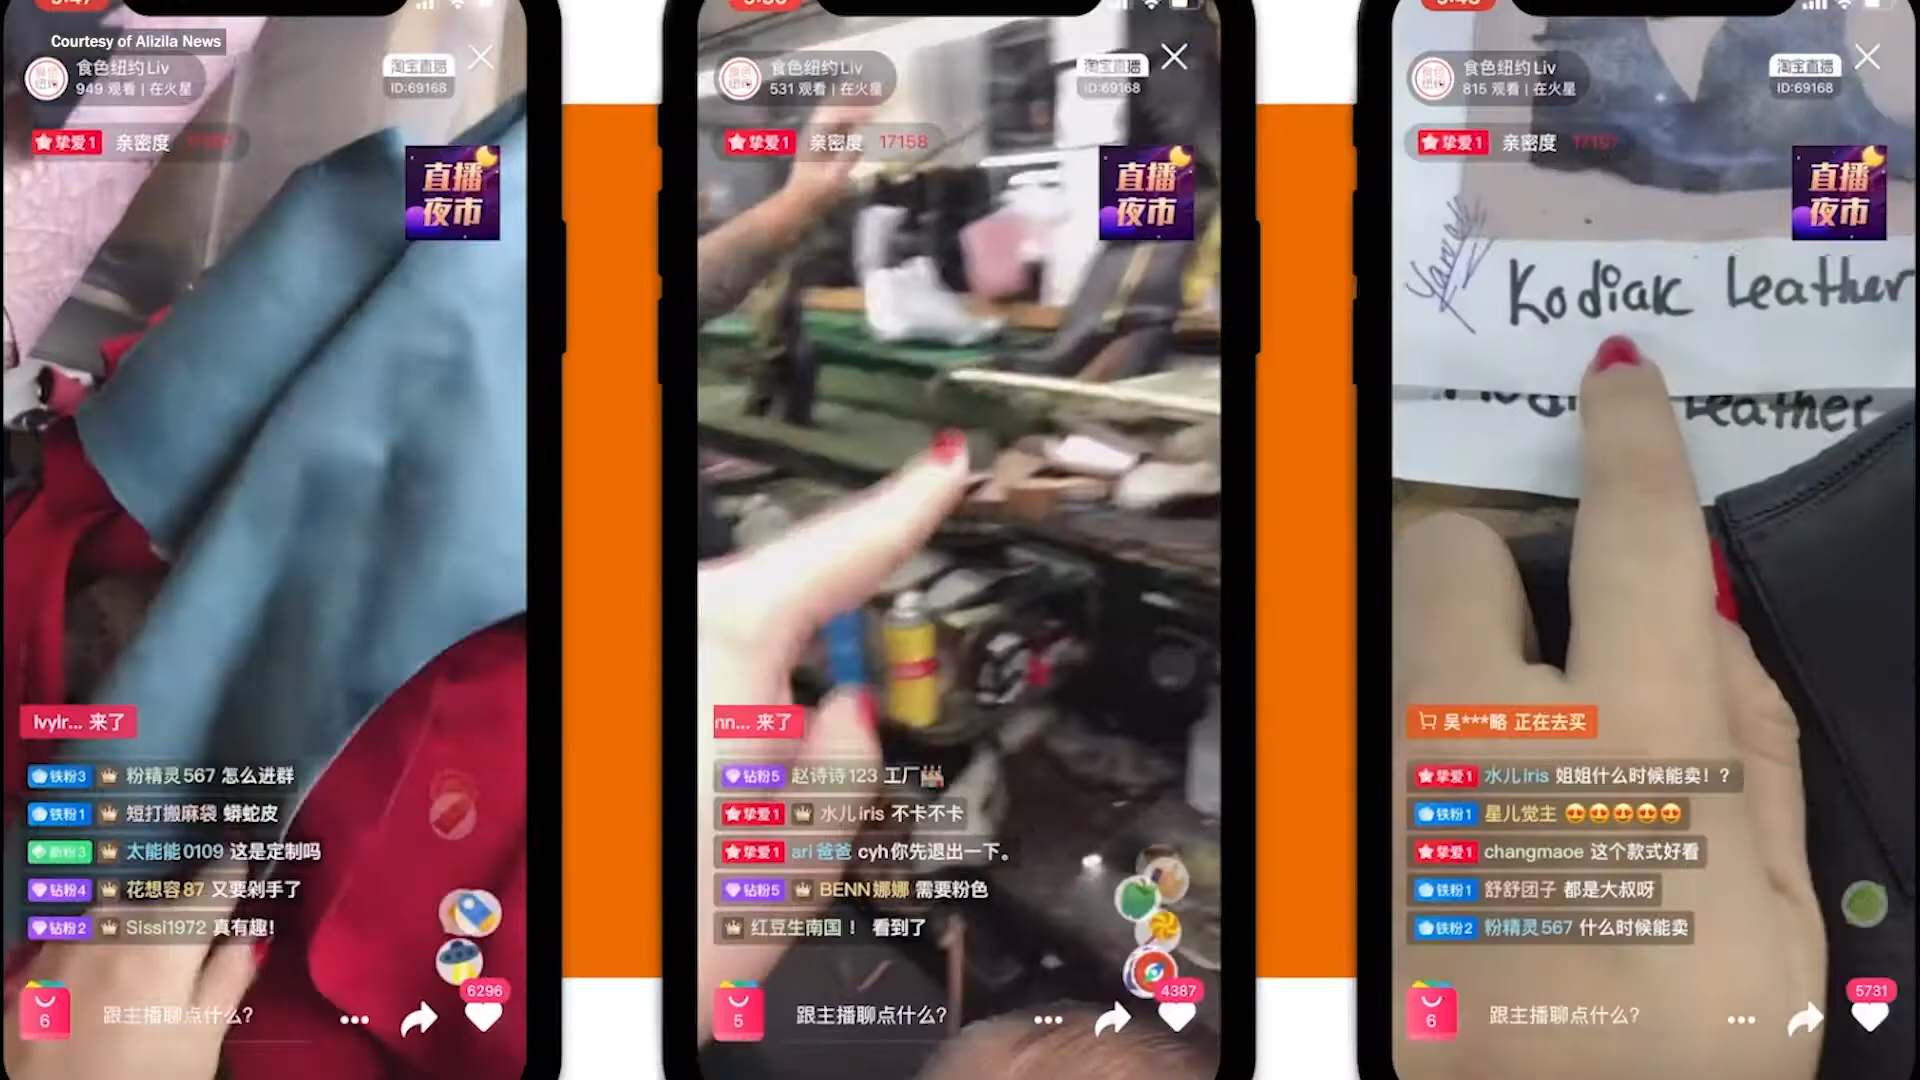 Courtesy of Alizila News
食色纽约Liv
949 观看 | 在火星
淘宝直播
ID:69168
挚爱1 亲密度
直播
夜市
lvylr... 来了
铁粉3 粉精灵567 怎么进群
铁粉1 短打搬麻袋 蟒蛇皮
新粉3 太能能0109 这是定制吗
钻粉4 花想容87 又要剁手了
钻粉2 Sissi1972 真有趣!
6
跟主播聊点什么?
6296
食色纽约Liv
531 观看 | 在火星
淘宝直播
ID:69168
挚爱1 亲密度 17158
直播
夜市
nn... 来了
钻粉5 赵诗诗123 工厂🏭
挚爱1 水儿iris 不卡不卡
挚爱1 ari爸爸 cyh你先退出一下。
钻粉5 BENN娜娜 需要粉色
红豆生南国! 看到了
5
跟主播聊点什么?
4387
食色纽约Liv
815 观看 | 在火星
淘宝直播
ID:69168
挚爱1 亲密度
直播
夜市
Kodiak Leather
Leather
吴***略 正在去买
挚爱1 水儿iris 姐姐什么时候能卖!?
铁粉1 星儿觉主 😍😍😍😍😍
挚爱1 changmaoe 这个款式好看
铁粉1 舒舒团子 都是大叔呀
铁粉2 粉精灵567 什么时候能卖
6
跟主播聊点什么?
5731